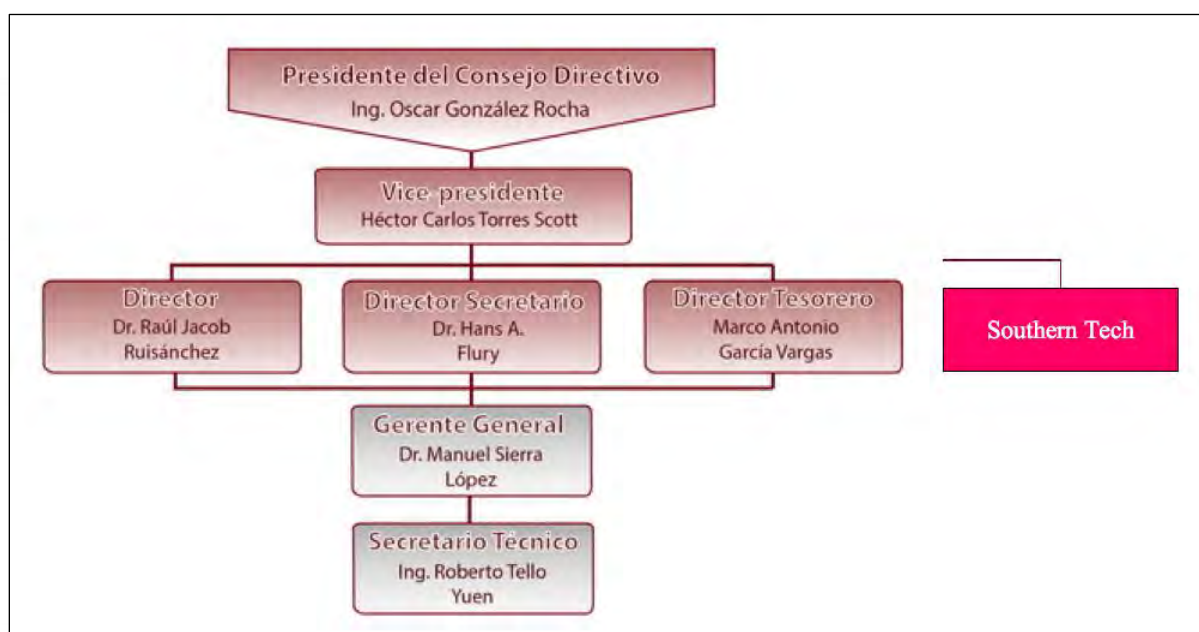 Presidente del Consejo Directivo
Ing. Oscar González Rocha
Vice-presidente
Héctor Carlos Torres Scott
Director
Dr. Raúl Jacob
Ruisánchez
Director Secretario
Dr. Hans A.
Flury
Director Tesorero
Marco Antonio
García Vargas
Southern Tech
Gerente General
Dr. Manuel Sierra
López
Secretario Técnico
Ing. Roberto Tello
Yuen